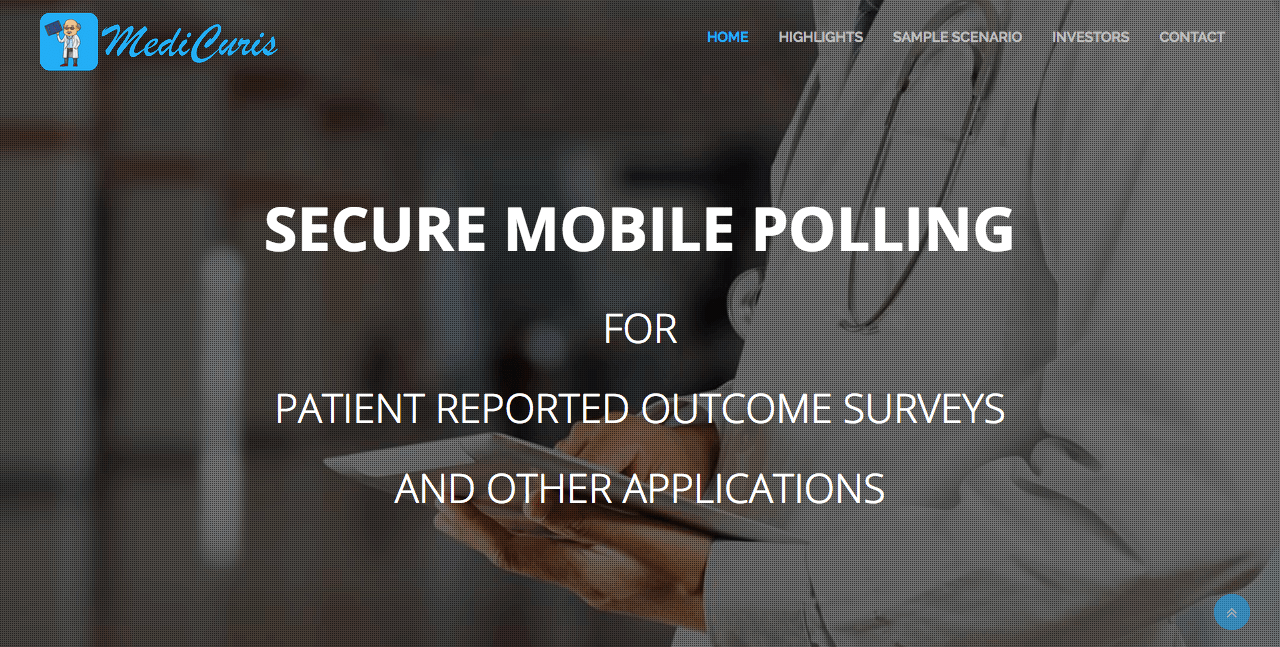 MediCuris
HOME HIGHLIGHTS SAMPLE SCENARIO INVESTORS CONTACT
SECURE MOBILE POLLING
FOR
PATIENT REPORTED OUTCOME SURVEYS
AND OTHER APPLICATIONS